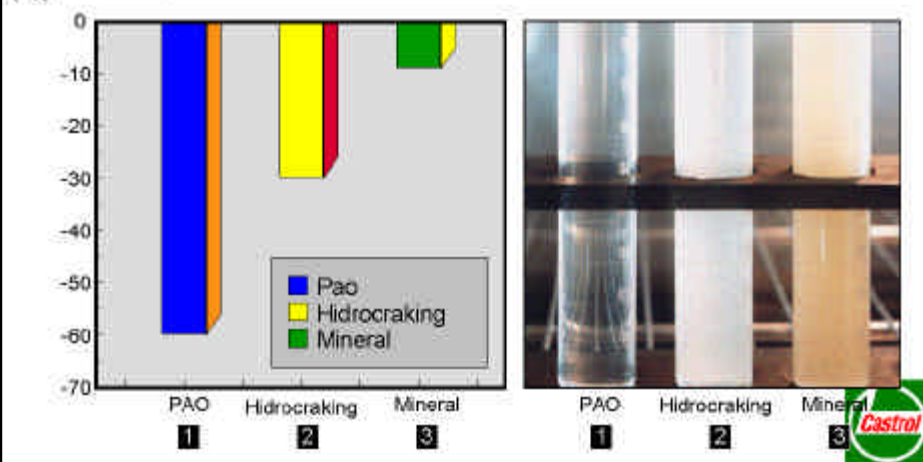 -0
-10
-20
-30
-40
-50
-60
-70
Pao
Hidrocraking
Mineral
PAO Hidrocraking Mineral
1 2 3
PAO Hidrocraking Mineral
1 2 3
Castrol